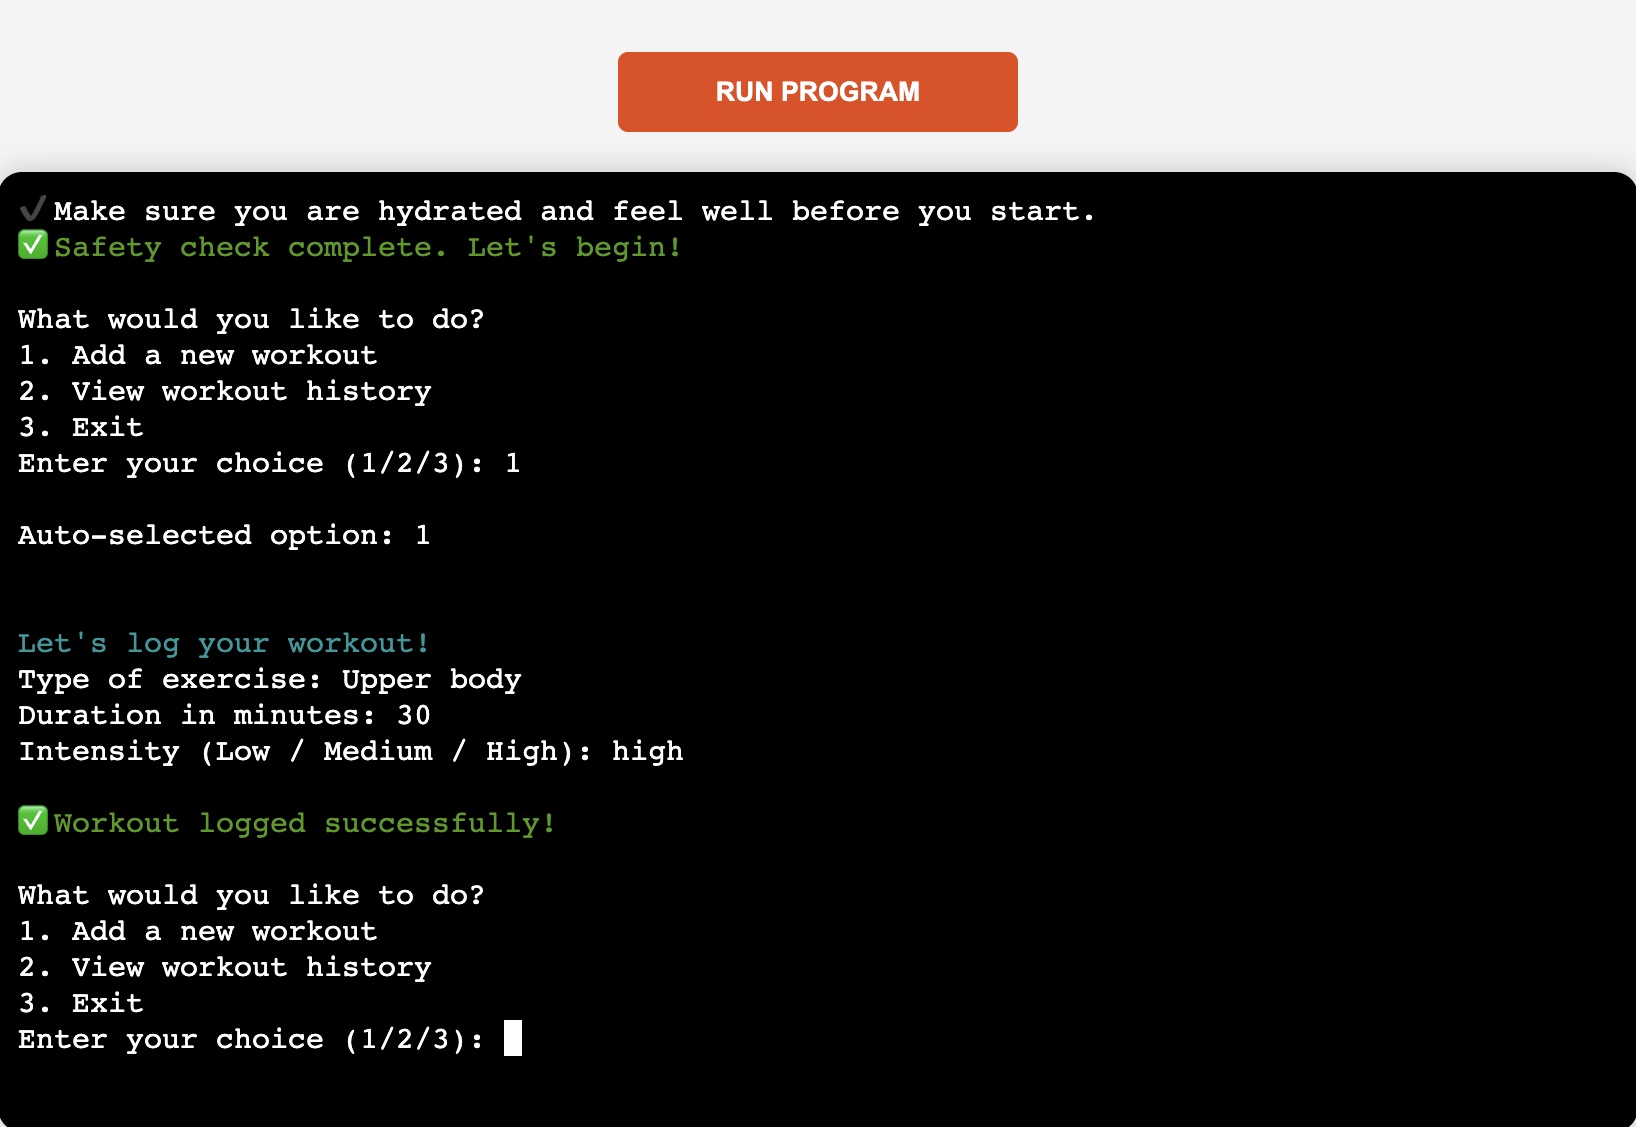 RUN PROGRAM
✔Make sure you are hydrated and feel well before you start.
✅Safety check complete. Let's begin!
What would you like to do?
1. Add a new workout
2. View workout history
3. Exit
Enter your choice (1/2/3): 1
Auto-selected option: 1
Let's log your workout!
Type of exercise: Upper body
Duration in minutes: 30
Intensity (Low / Medium / High): high
✅Workout logged successfully!
What would you like to do?
1. Add a new workout
2. View workout history
3. Exit
Enter your choice (1/2/3):